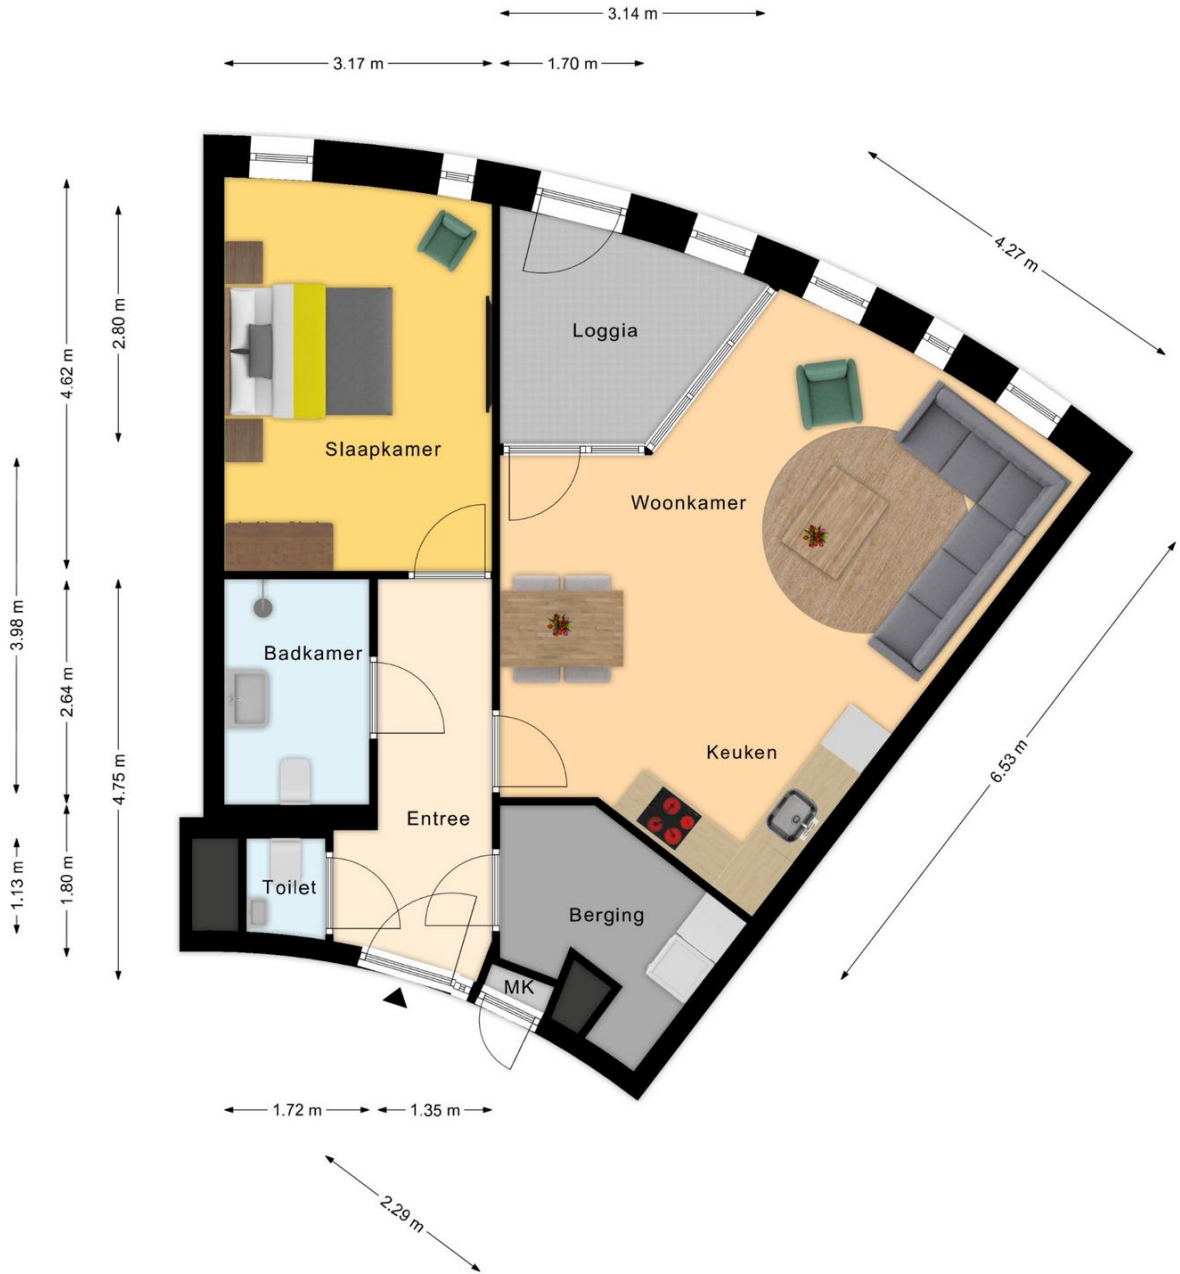 3.14 m
3.17 m
1.70 m
4.27 m
2.80 m
4.62 m
Loggia
Slaapkamer
Woonkamer
3.98 m
Badkamer
2.64 m
4.75 m
Keuken
6.53 m
Entree
1.13 m
1.80 m
Toilet
Berging
MK
1.72 m
1.35 m
2.29 m